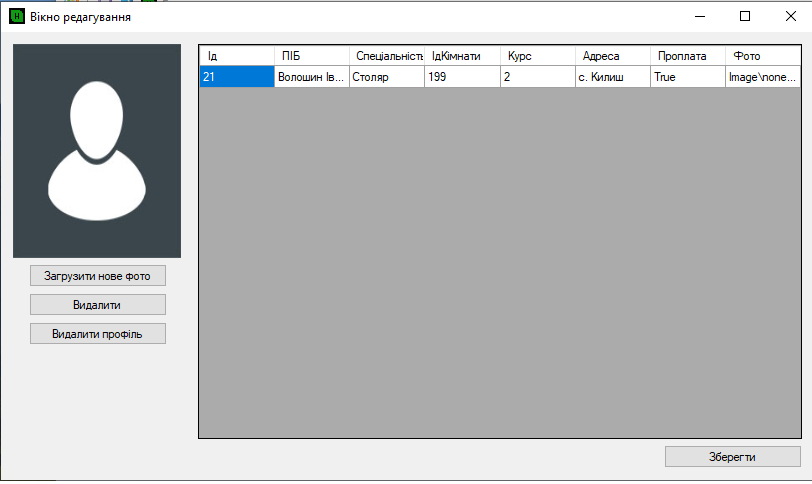 Вікно редагування
Ід ПІБ Спеціальність ІдКімнати Курс Адреса Проплата Фото
21 Волошин Ів... Столяр 199 2 с. Килиш True Image\none...
Загрузити нове фото
Видалити
Видалити профіль
Зберегти